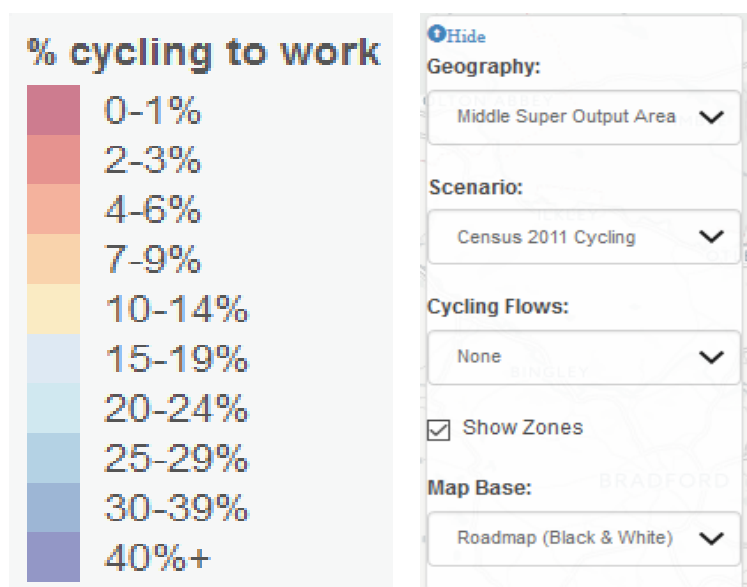 % cycling to work
0-1%
2-3%
4-6%
7-9%
10-14%
15-19%
20-24%
25-29%
30-39%
40%+
Hide
Geography:
Middle Super Output Area
Scenario:
Census 2011 Cycling
Cycling Flows:
None
BINGLEY
Show Zones
BRADFORD
Map Base:
Roadmap (Black & White)